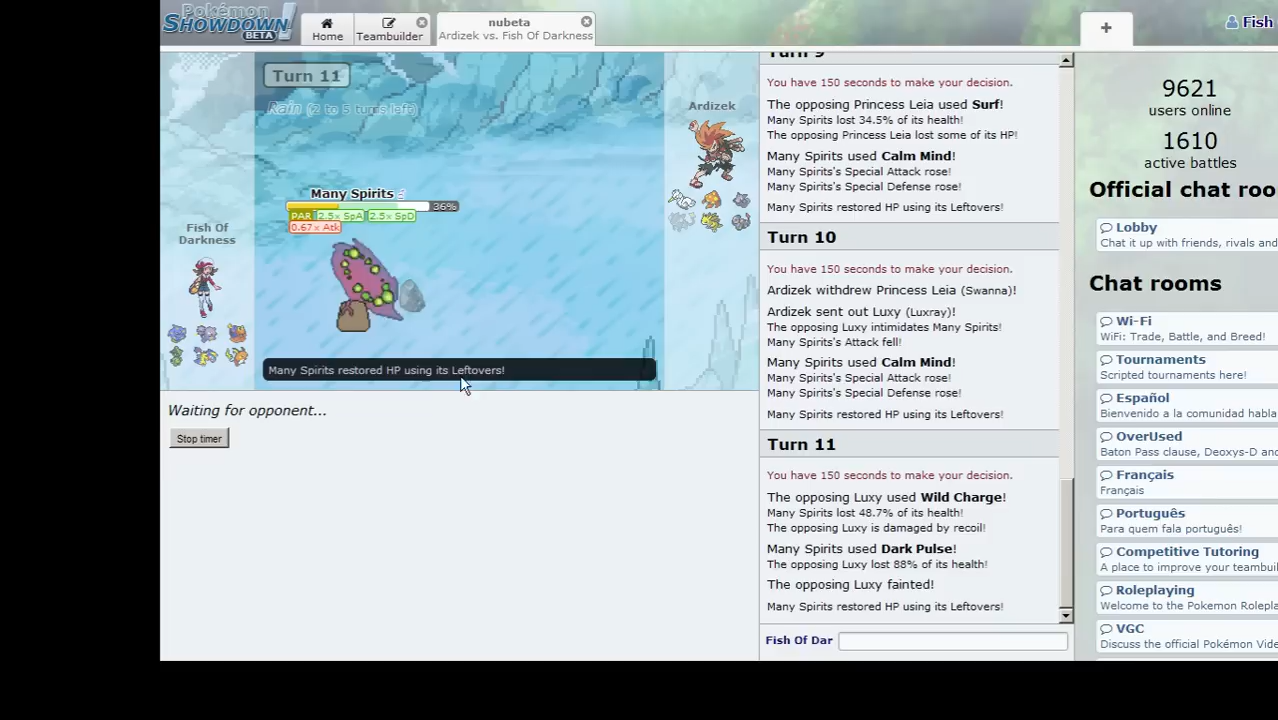 Pokémon
SHOWDOWN!
BETA
Home
Teambuilder
nubeta
Ardizek vs. Fish Of Darkness
+
Fish
Turn 11
Rain (2 to 5 turns left)
Many Spirits
36%
PAR 2.5× SpA 2.5× SpD
0.67× Atk
Fish Of
Darkness
Ardizek
Many Spirits restored HP using its Leftovers!
Waiting for opponent...
Stop timer
Turn 9
You have 150 seconds to make your decision.
The opposing Princess Leia used Surf!
Many Spirits lost 34.5% of its health!
The opposing Princess Leia lost some of its HP!
Many Spirits used Calm Mind!
Many Spirits's Special Attack rose!
Many Spirits's Special Defense rose!
Many Spirits restored HP using its Leftovers!
Turn 10
You have 150 seconds to make your decision.
Ardizek withdrew Princess Leia (Swanna)!
Ardizek sent out Luxy (Luxray)!
The opposing Luxy intimidates Many Spirits!
Many Spirits's Attack fell!
Many Spirits used Calm Mind!
Many Spirits's Special Attack rose!
Many Spirits's Special Defense rose!
Many Spirits restored HP using its Leftovers!
Turn 11
You have 150 seconds to make your decision.
The opposing Luxy used Wild Charge!
Many Spirits lost 48.7% of its health!
The opposing Luxy is damaged by recoil!
Many Spirits used Dark Pulse!
The opposing Luxy lost 88% of its health!
The opposing Luxy fainted!
Many Spirits restored HP using its Leftovers!
Fish Of Dar
9621
users online
1610
active battles
Official chat roo
Lobby
Chat it up with friends, rivals and
Chat rooms
Wi-Fi
WiFi: Trade, Battle, and Breed!
Tournaments
Scripted tournaments here!
Español
Bienvenido a la comunidad habla
OverUsed
Baton Pass clause, Deoxys-D and
Français
Français
Português
Para quem fala português!
Competitive Tutoring
A place to improve your teambuil
Roleplaying
Welcome to the Pokemon Rolepla
VGC
Discuss the official Pokémon Vide